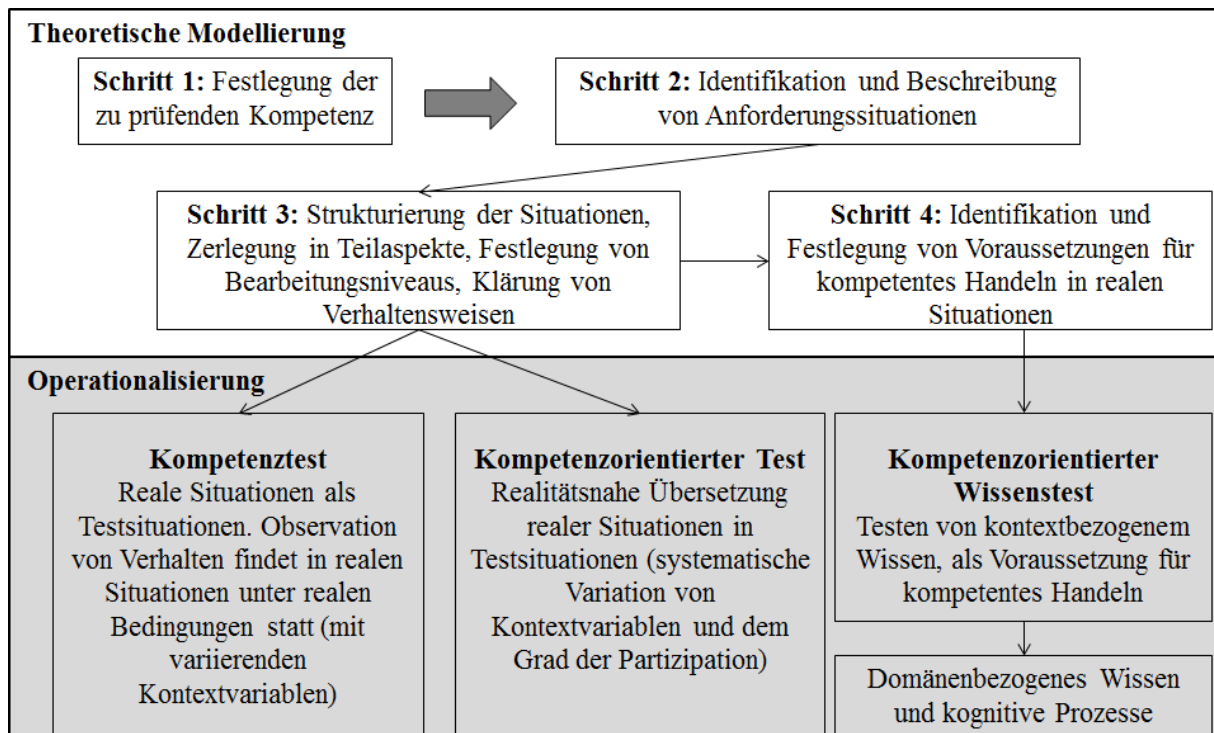 Theoretische Modellierung
Schritt 1: Festlegung der
zu prüfenden Kompetenz
Schritt 2: Identifikation und Beschreibung
von Anforderungssituationen
Schritt 3: Strukturierung der Situationen,
Zerlegung in Teilaspekte, Festlegung von
Bearbeitungsniveaus, Klärung von
Verhaltensweisen
Schritt 4: Identifikation und
Festlegung von Voraussetzungen für
kompetentes Handeln in realen
Situationen
Operationalisierung
Kompetenztest
Reale Situationen als
Testsituationen. Observation
von Verhalten findet in realen
Situationen unter realen
Bedingungen statt (mit
variierenden
Kontextvariablen)
Kompetenzorientierter Test
Realitätsnahe Übersetzung
realer Situationen in
Testsituationen (systematische
Variation von
Kontextvariablen und dem
Grad der Partizipation)
Kompetenzorientierter
Wissenstest
Testen von kontextbezogenem
Wissen, als Voraussetzung für
kompetentes Handeln
Domänenbezogenes Wissen
und kognitive Prozesse